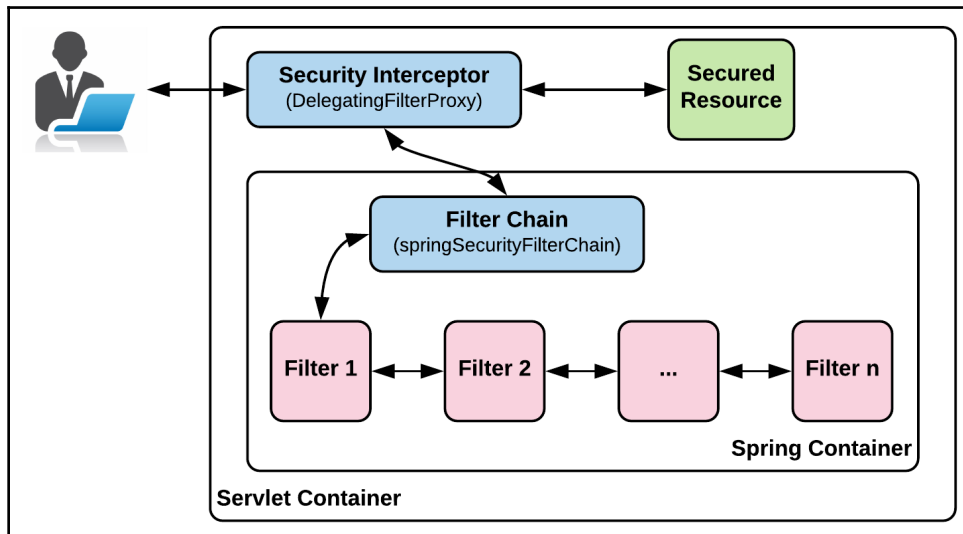 Security Interceptor
(DelegatingFilterProxy)
Secured
Resource
Filter Chain
(springSecurityFilterChain)
Filter 1
Filter 2
...
Filter n
Spring Container
Servlet Container